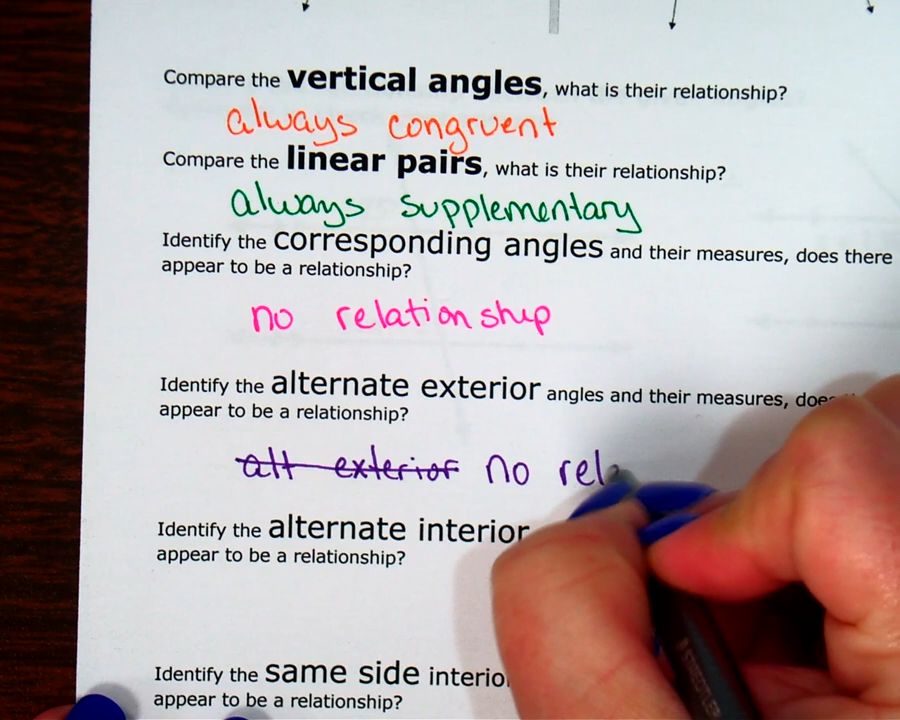 Compare the vertical angles, what is their relationship?
always congruent
Compare the linear pairs, what is their relationship?
always supplementary
Identify the corresponding angles and their measures, does there
appear to be a relationship?
no relationship
Identify the alternate exterior angles and their measures,
appear to be a relationship?
alt exterior no
Identify the alternate interior
appear to be a relationship?
Identify the same side
appear to be a relationship?